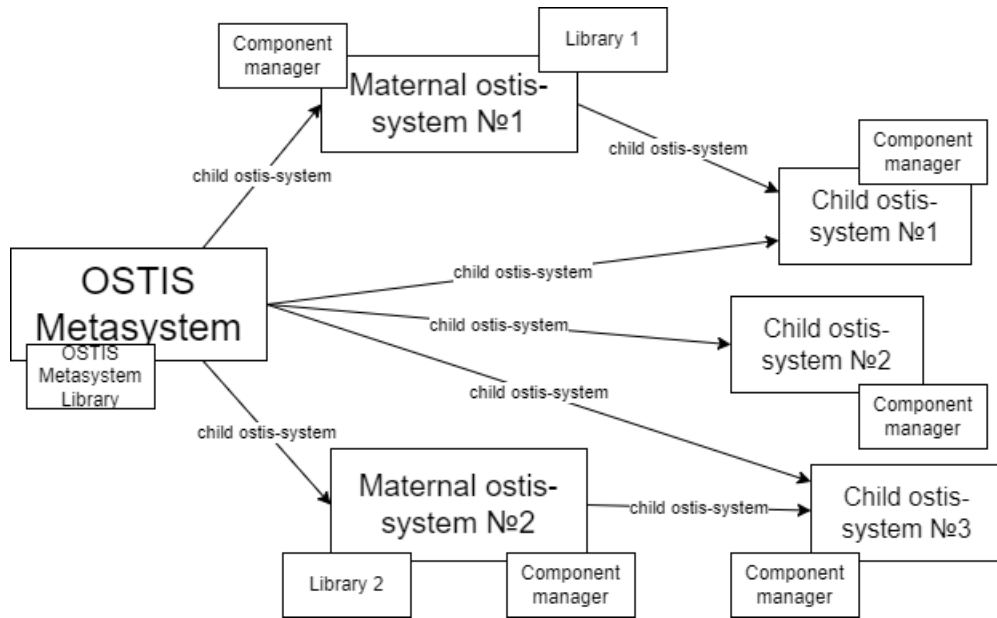 Component
manager
Library 1
Maternal ostis-
system №1
child ostis-system
Component
manager
child ostis-system
Child ostis-
system №1
OSTIS
Metasystem
child ostis-system
OSTIS
Metasystem
Library
child ostis-system
Child ostis-
system №2
Component
manager
child ostis-system
child ostis-system
Maternal ostis-
system №2
child ostis-system
Child ostis-
system №3
Library 2
Component
manager
Component
manager